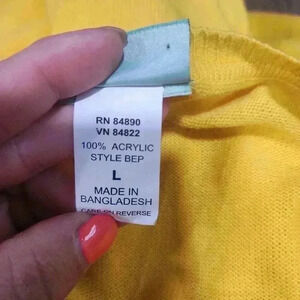 RN 84890
VN 84822
100% ACRYLIC
STYLE BEP
L
MADE IN
BANGLADESH
CARE ON REVERSE